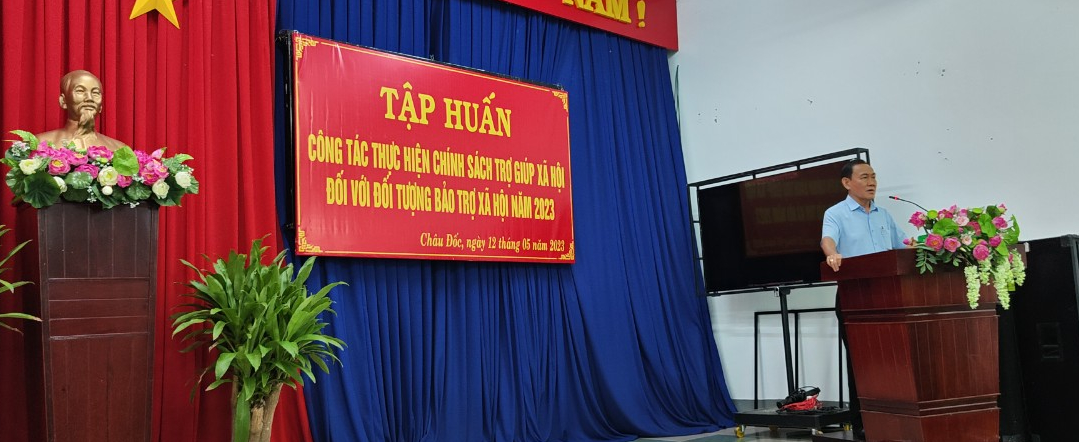 NAM!
TẬP HUẤN
CÔNG TÁC THỰC HIỆN CHÍNH SÁCH TRỢ GIÚP XÃ HỘI
ĐỐI VỚI ĐỐI TƯỢNG BẢO TRỢ XÃ HỘI NĂM 2023
Châu Đốc, ngày 12 tháng 05 năm 2023